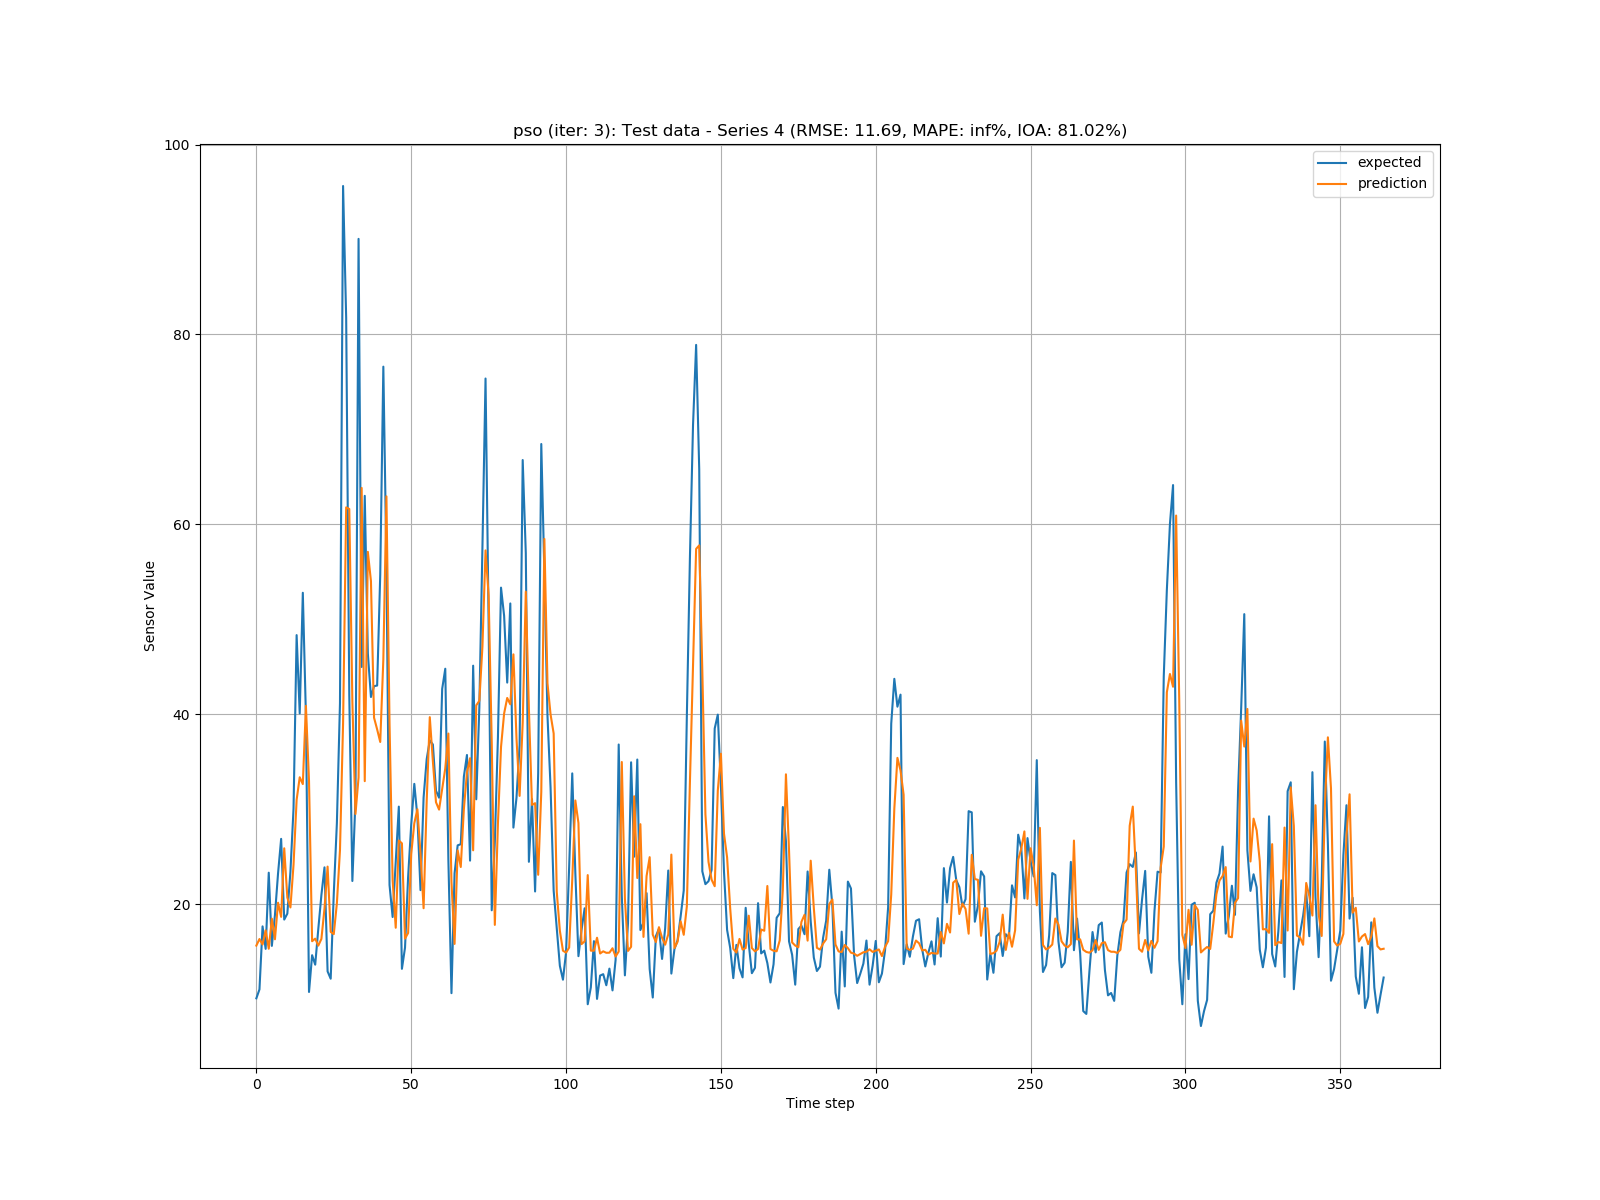 pso (iter: 3): Test data - Series 4 (RMSE: 11.69, MAPE: inf%, IOA: 81.02%)
expected
prediction
100
80
60
40
20
Sensor Value
0 50 100 150 200 250 300 350
Time step